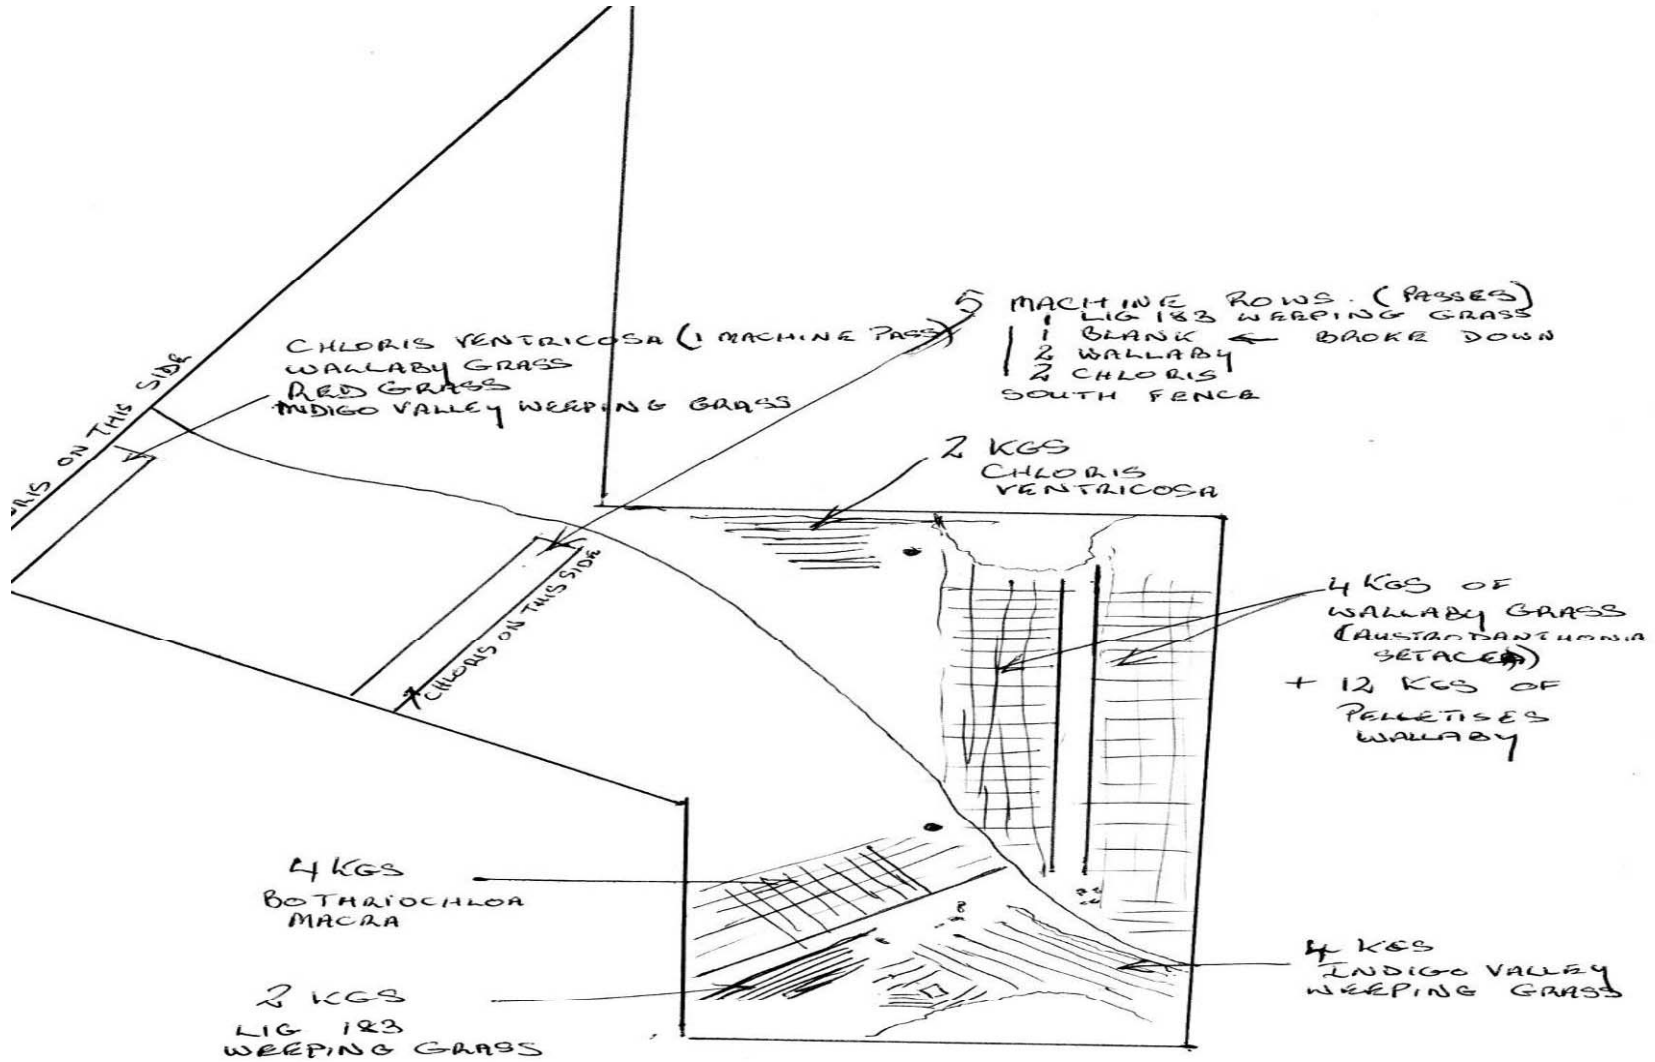 5 MACHINE ROWS. (PASSES)
1 LIG 183 WEEPING GRASS
1 BLANK ← BROKE DOWN
2 WALLABY
2 CHLORIS
SOUTH FENCE
CHLORIS VENTRICOSA (1 MACHINE PASS)
WALLABY GRASS
RED GRASS
INDIGO VALLEY WEEPING GRASS
ORIS ON THIS SIDE
2 KGS
CHLORIS
VENTRICOSA
CHLORIS ON THIS SIDE
4 KGS OF
WALLABY GRASS
(AUSTRODANTHONIA
SETACEA)
+ 12 KGS OF
PELLETISES
WALLABY
4 KGS
BOTHRIOCHLOA
MACRA
4 KGS
INDIGO VALLEY
WEEPING GRASS
2 KGS
LIG 183
WEEPING GRASS